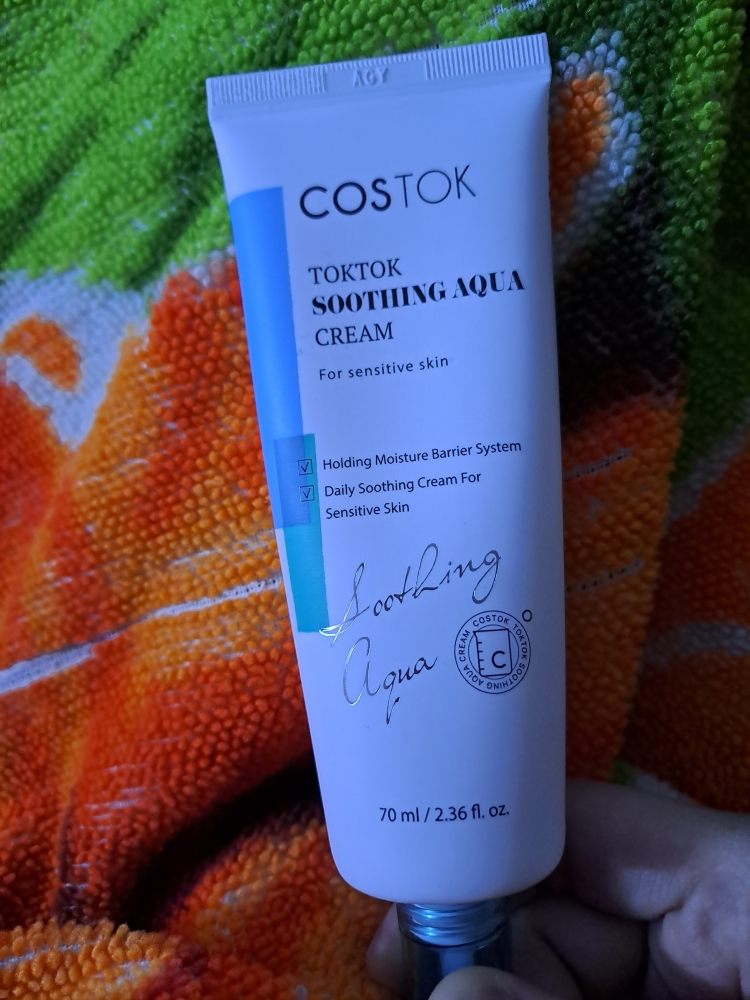 AGY
COSTOK
TOKTOK
SOOTHING AQUA
CREAM
For sensitive skin
Holding Moisture Barrier System
Daily Soothing Cream For
Sensitive Skin
Soothing
Aqua
COSTOK TOKTOK SOOTHING AQUA CREAM
C
70 ml / 2.36 fl. oz.